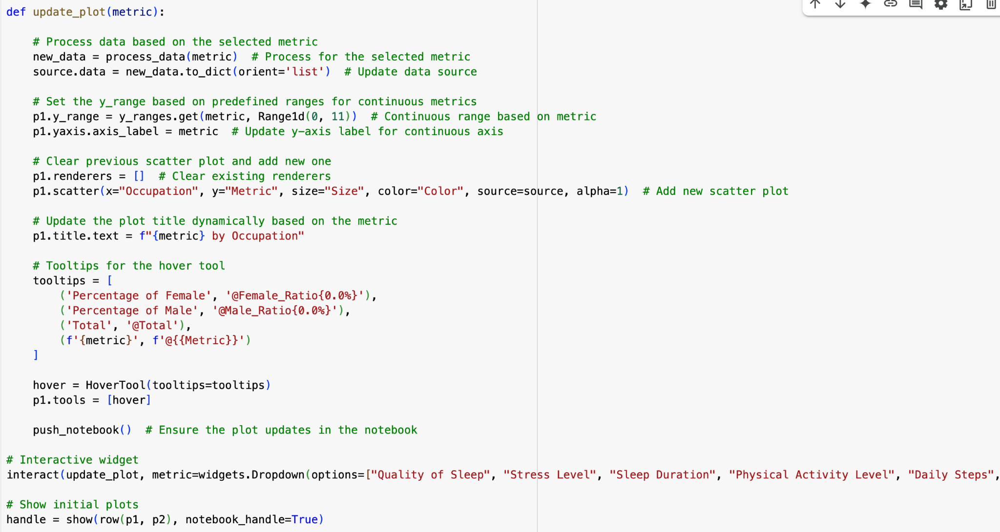 def update_plot(metric):
# Process data based on the selected metric
new_data = process_data(metric)  # Process for the selected metric
source.data = new_data.to_dict(orient='list')  # Update data source
# Set the y_range based on predefined ranges for continuous metrics
p1.y_range = y_ranges.get(metric, Range1d(0, 11))  # Continuous range based on metric
p1.yaxis.axis_label = metric  # Update y-axis label for continuous axis
# Clear previous scatter plot and add new one
p1.renderers = []  # Clear existing renderers
p1.scatter(x="Occupation", y="Metric", size="Size", color="Color", source=source, alpha=1)  # Add new scatter plot
# Update the plot title dynamically based on the metric
p1.title.text = f"{metric} by Occupation"
# Tooltips for the hover tool
tooltips = [
('Percentage of Female', '@Female_Ratio{0.0%}'),
('Percentage of Male', '@Male_Ratio{0.0%}'),
('Total', '@Total'),
(f'{metric}', f'@{{Metric}}')
]
hover = HoverTool(tooltips=tooltips)
p1.tools = [hover]
push_notebook()  # Ensure the plot updates in the notebook
# Interactive widget
interact(update_plot, metric=widgets.Dropdown(options=["Quality of Sleep", "Stress Level", "Sleep Duration", "Physical Activity Level", "Daily Steps",
# Show initial plots
handle = show(row(p1, p2), notebook_handle=True)